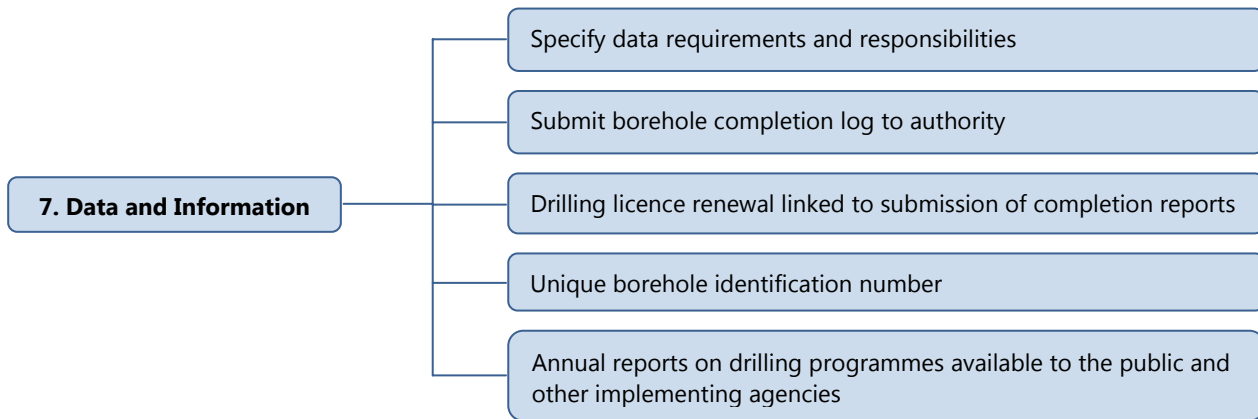 Specify data requirements and responsibilities
Submit borehole completion log to authority
7. Data and Information
Drilling licence renewal linked to submission of completion reports
Unique borehole identification number
Annual reports on drilling programmes available to the public and
other implementing agencies